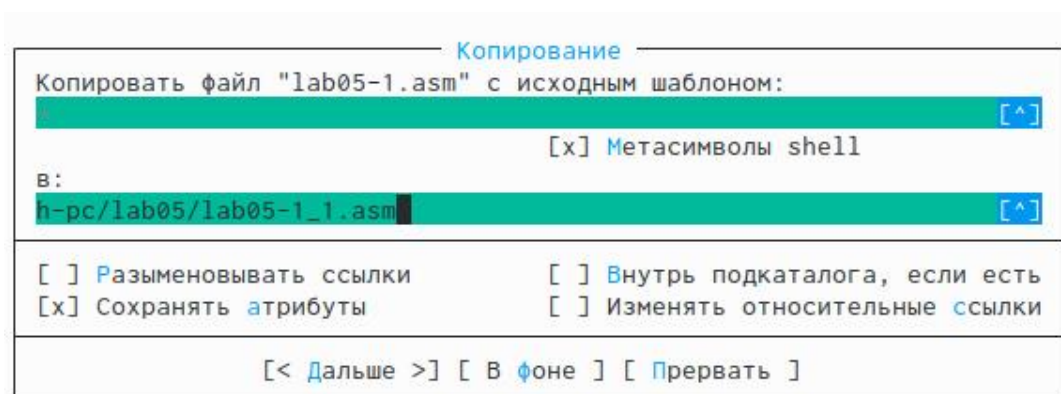 Копирование
Копировать файл "lab05-1.asm" с исходным шаблоном:
* [^]
[x] Метасимволы shell
в:
h-pc/lab05/lab05-1_1.asm [^]
[ ] Разыменовывать ссылки [ ] Внутрь подкаталога, если есть
[x] Сохранять атрибуты [ ] Изменять относительные ссылки
[< Дальше >] [ В фоне ] [ Прервать ]